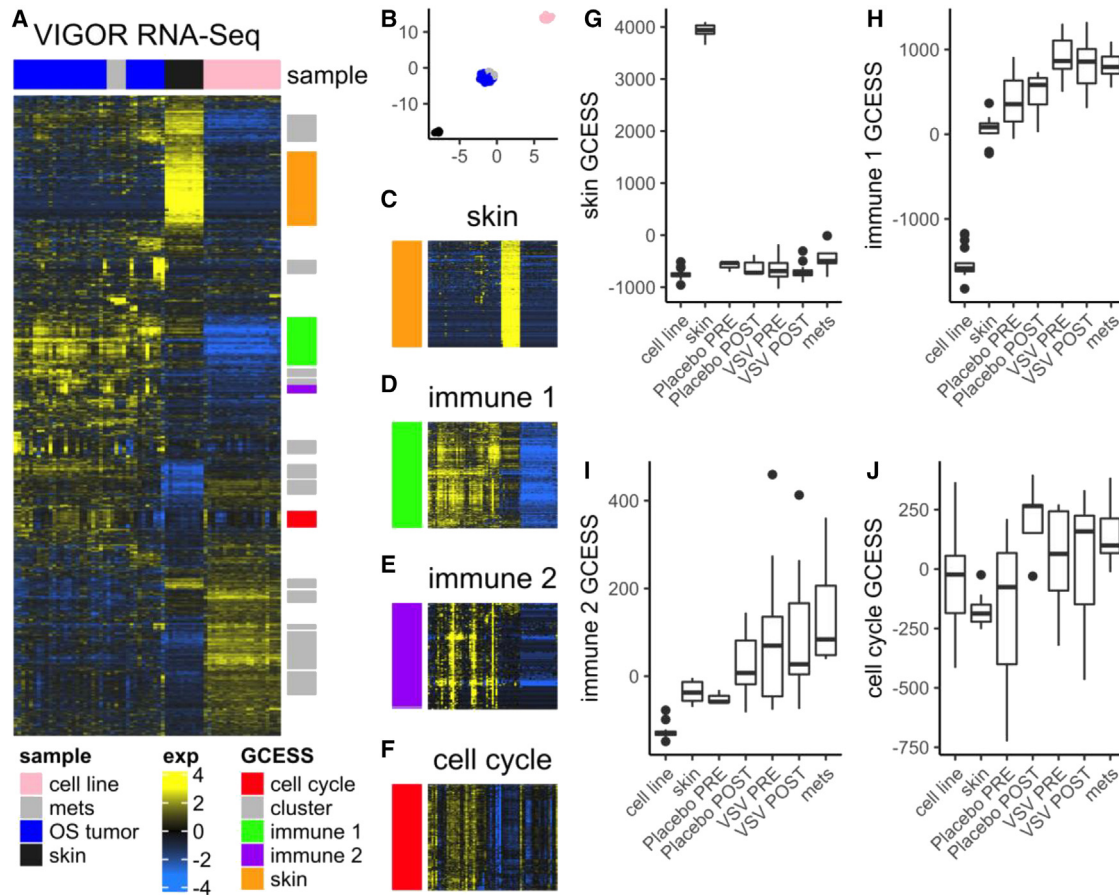 A
VIGOR RNA-Seq
sample
sample
cell line
mets
OS tumor
skin
exp
4
2
0
-2
-4
GCESS
cell cycle
cluster
immune 1
immune 2
skin
B
10
-10
-5
0
5
C
skin
D
immune 1
E
immune 2
F
cell cycle
G
skin GCESS
4000
3000
2000
1000
0
-1000
cell line
skin
Placebo PRE
Placebo POST
VSV PRE
VSV POST
mets
H
immune 1 GCESS
1000
0
-1000
cell line
skin
Placebo PRE
Placebo POST
VSV PRE
VSV POST
mets
I
immune 2 GCESS
400
200
0
cell line
skin
Placebo PRE
Placebo POST
VSV PRE
VSV POST
mets
J
cell cycle GCESS
250
0
-250
-500
-750
cell line
skin
Placebo PRE
Placebo POST
VSV PRE
VSV POST
mets